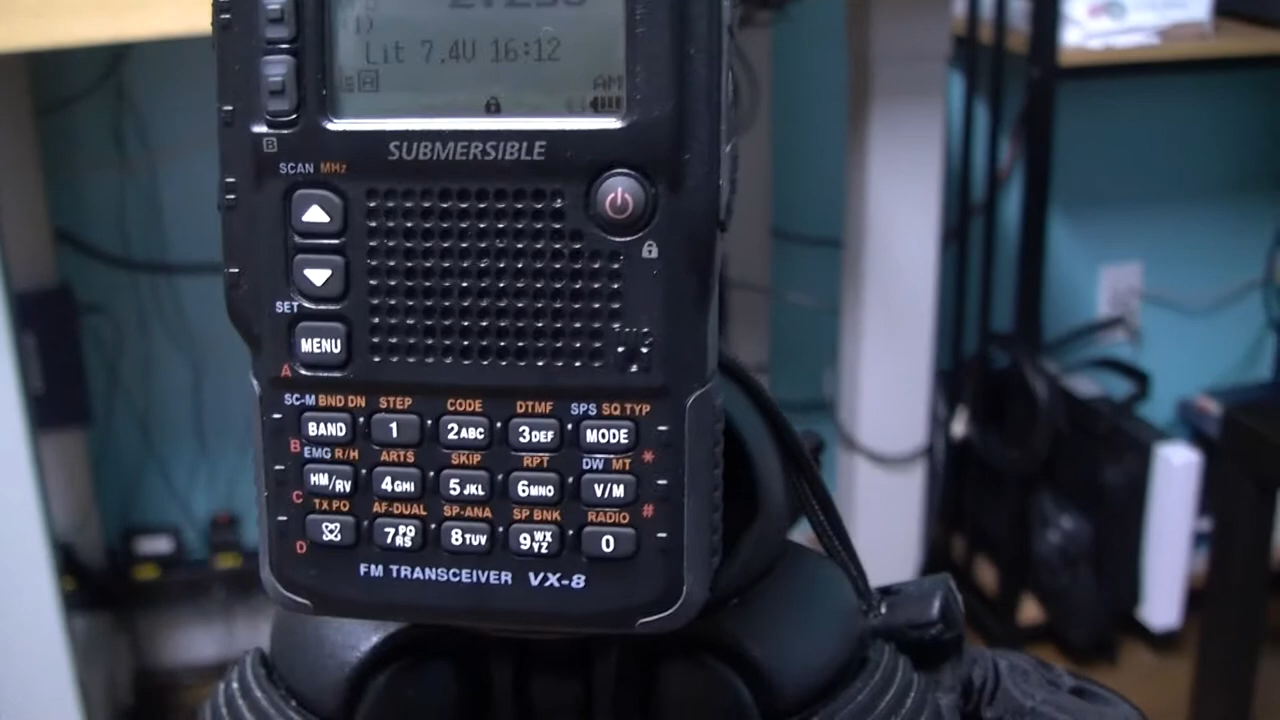 Lit 7.4V 16:12
A
AM
B
SUBMERSIBLE
SCAN MHz
SET
MENU
A
SC-M BND DN STEP CODE DTMF SPS SQ TYP
BAND 1 2ABC 3DEF MODE
B *
EMG R/H ARTS SKIP RPT DW MT
HM/RV 4GHI 5JKL 6MNO V/M
C #
TX PO AF-DUAL SP-ANA SP BNK RADIO
7PQRS 8TUV 9WXYZ 0
D
FM TRANSCEIVER VX-8